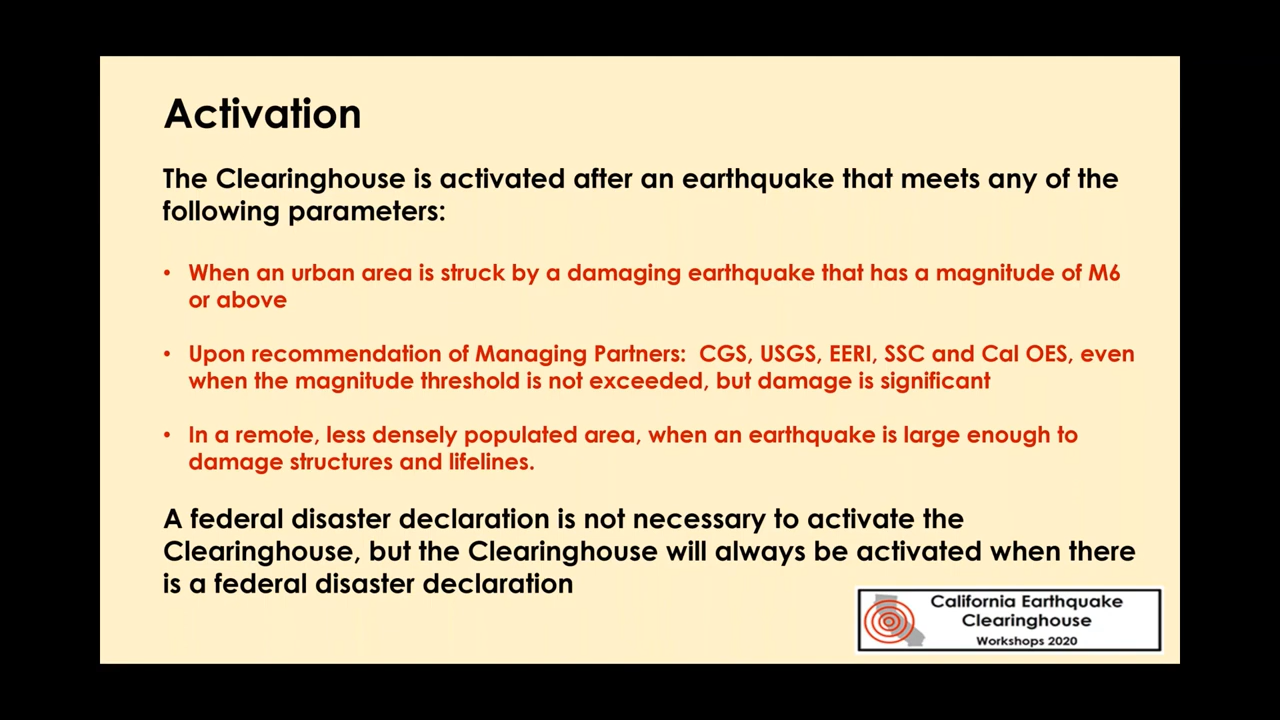 Activation
The Clearinghouse is activated after an earthquake that meets any of the
following parameters:
• When an urban area is struck by a damaging earthquake that has a magnitude of M6
or above
• Upon recommendation of Managing Partners:  CGS, USGS, EERI, SSC and Cal OES, even
when the magnitude threshold is not exceeded, but damage is significant
• In a remote, less densely populated area, when an earthquake is large enough to
damage structures and lifelines.
A federal disaster declaration is not necessary to activate the
Clearinghouse, but the Clearinghouse will always be activated when there
is a federal disaster declaration
California Earthquake
Clearinghouse
Workshops 2020